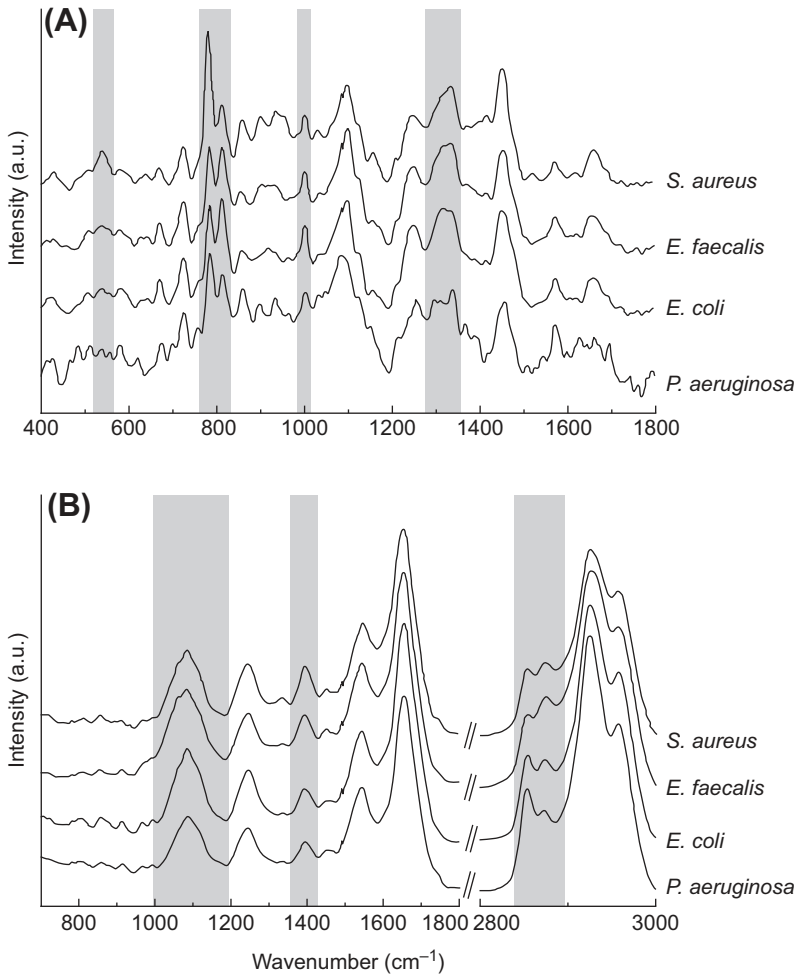 (A)
Intensity (a.u.)
S. aureus
E. faecalis
E. coli
P. aeruginosa
400 600 800 1000 1200 1400 1600 1800
(B)
Intensity (a.u.)
S. aureus
E. faecalis
E. coli
P. aeruginosa
800 1000 1200 1400 1600 1800 2800 3000
Wavenumber (cm⁻¹)